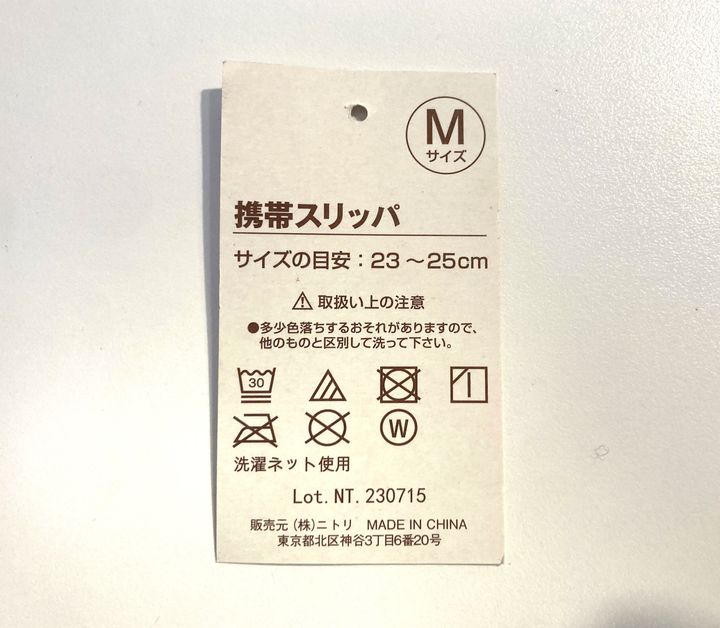 M
サイズ
携帯スリッパ
サイズの目安：23～25cm
取扱い上の注意
●多少色落ちするおそれがありますので、
他のものと区別して洗って下さい。
30
W
洗濯ネット使用
Lot.NT.230715
販売元（株）ニトリ MADE IN CHINA
東京都北区神谷3丁目6番20号